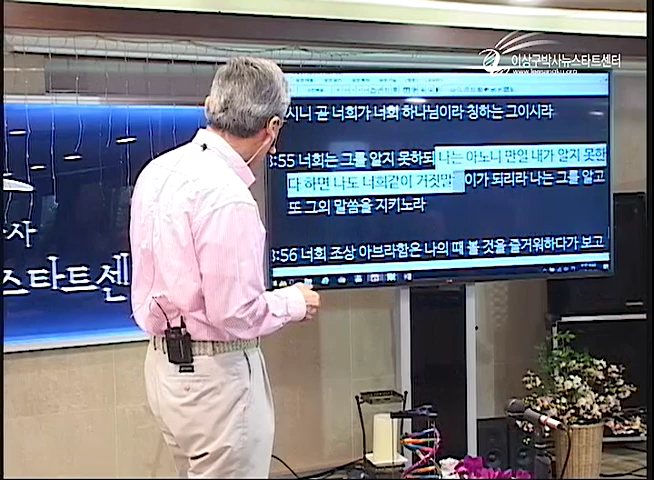 이상구박사뉴스타트센터
www.leesangku.org
시니 곧 너희가 너희 하나님이라 칭하는 그이시라
:55 너희는 그를 알지 못하되 나는 아노니 만일 내가 알지 못한
다 하면 나도 너희같이 거짓말 이가 되리라 나는 그를 알고
또 그의 말씀을 지키노라
:56 너희 조상 아브라함은 나의 때 볼 것을 즐거워하다가 보고
사
스타트센